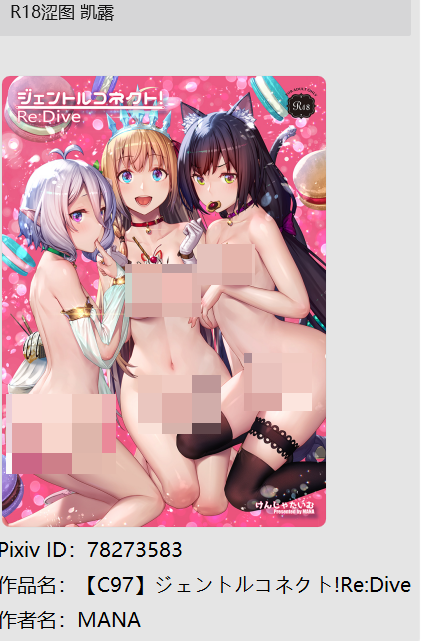 R18涩图 凯露
ジェントルコネクト!
Re:Dive
R18
けんじゃたいむ
Presented by MANA
Pixiv ID：78273583
作品名：【C97】ジェントルコネクト!Re:Dive
作者名：MANA